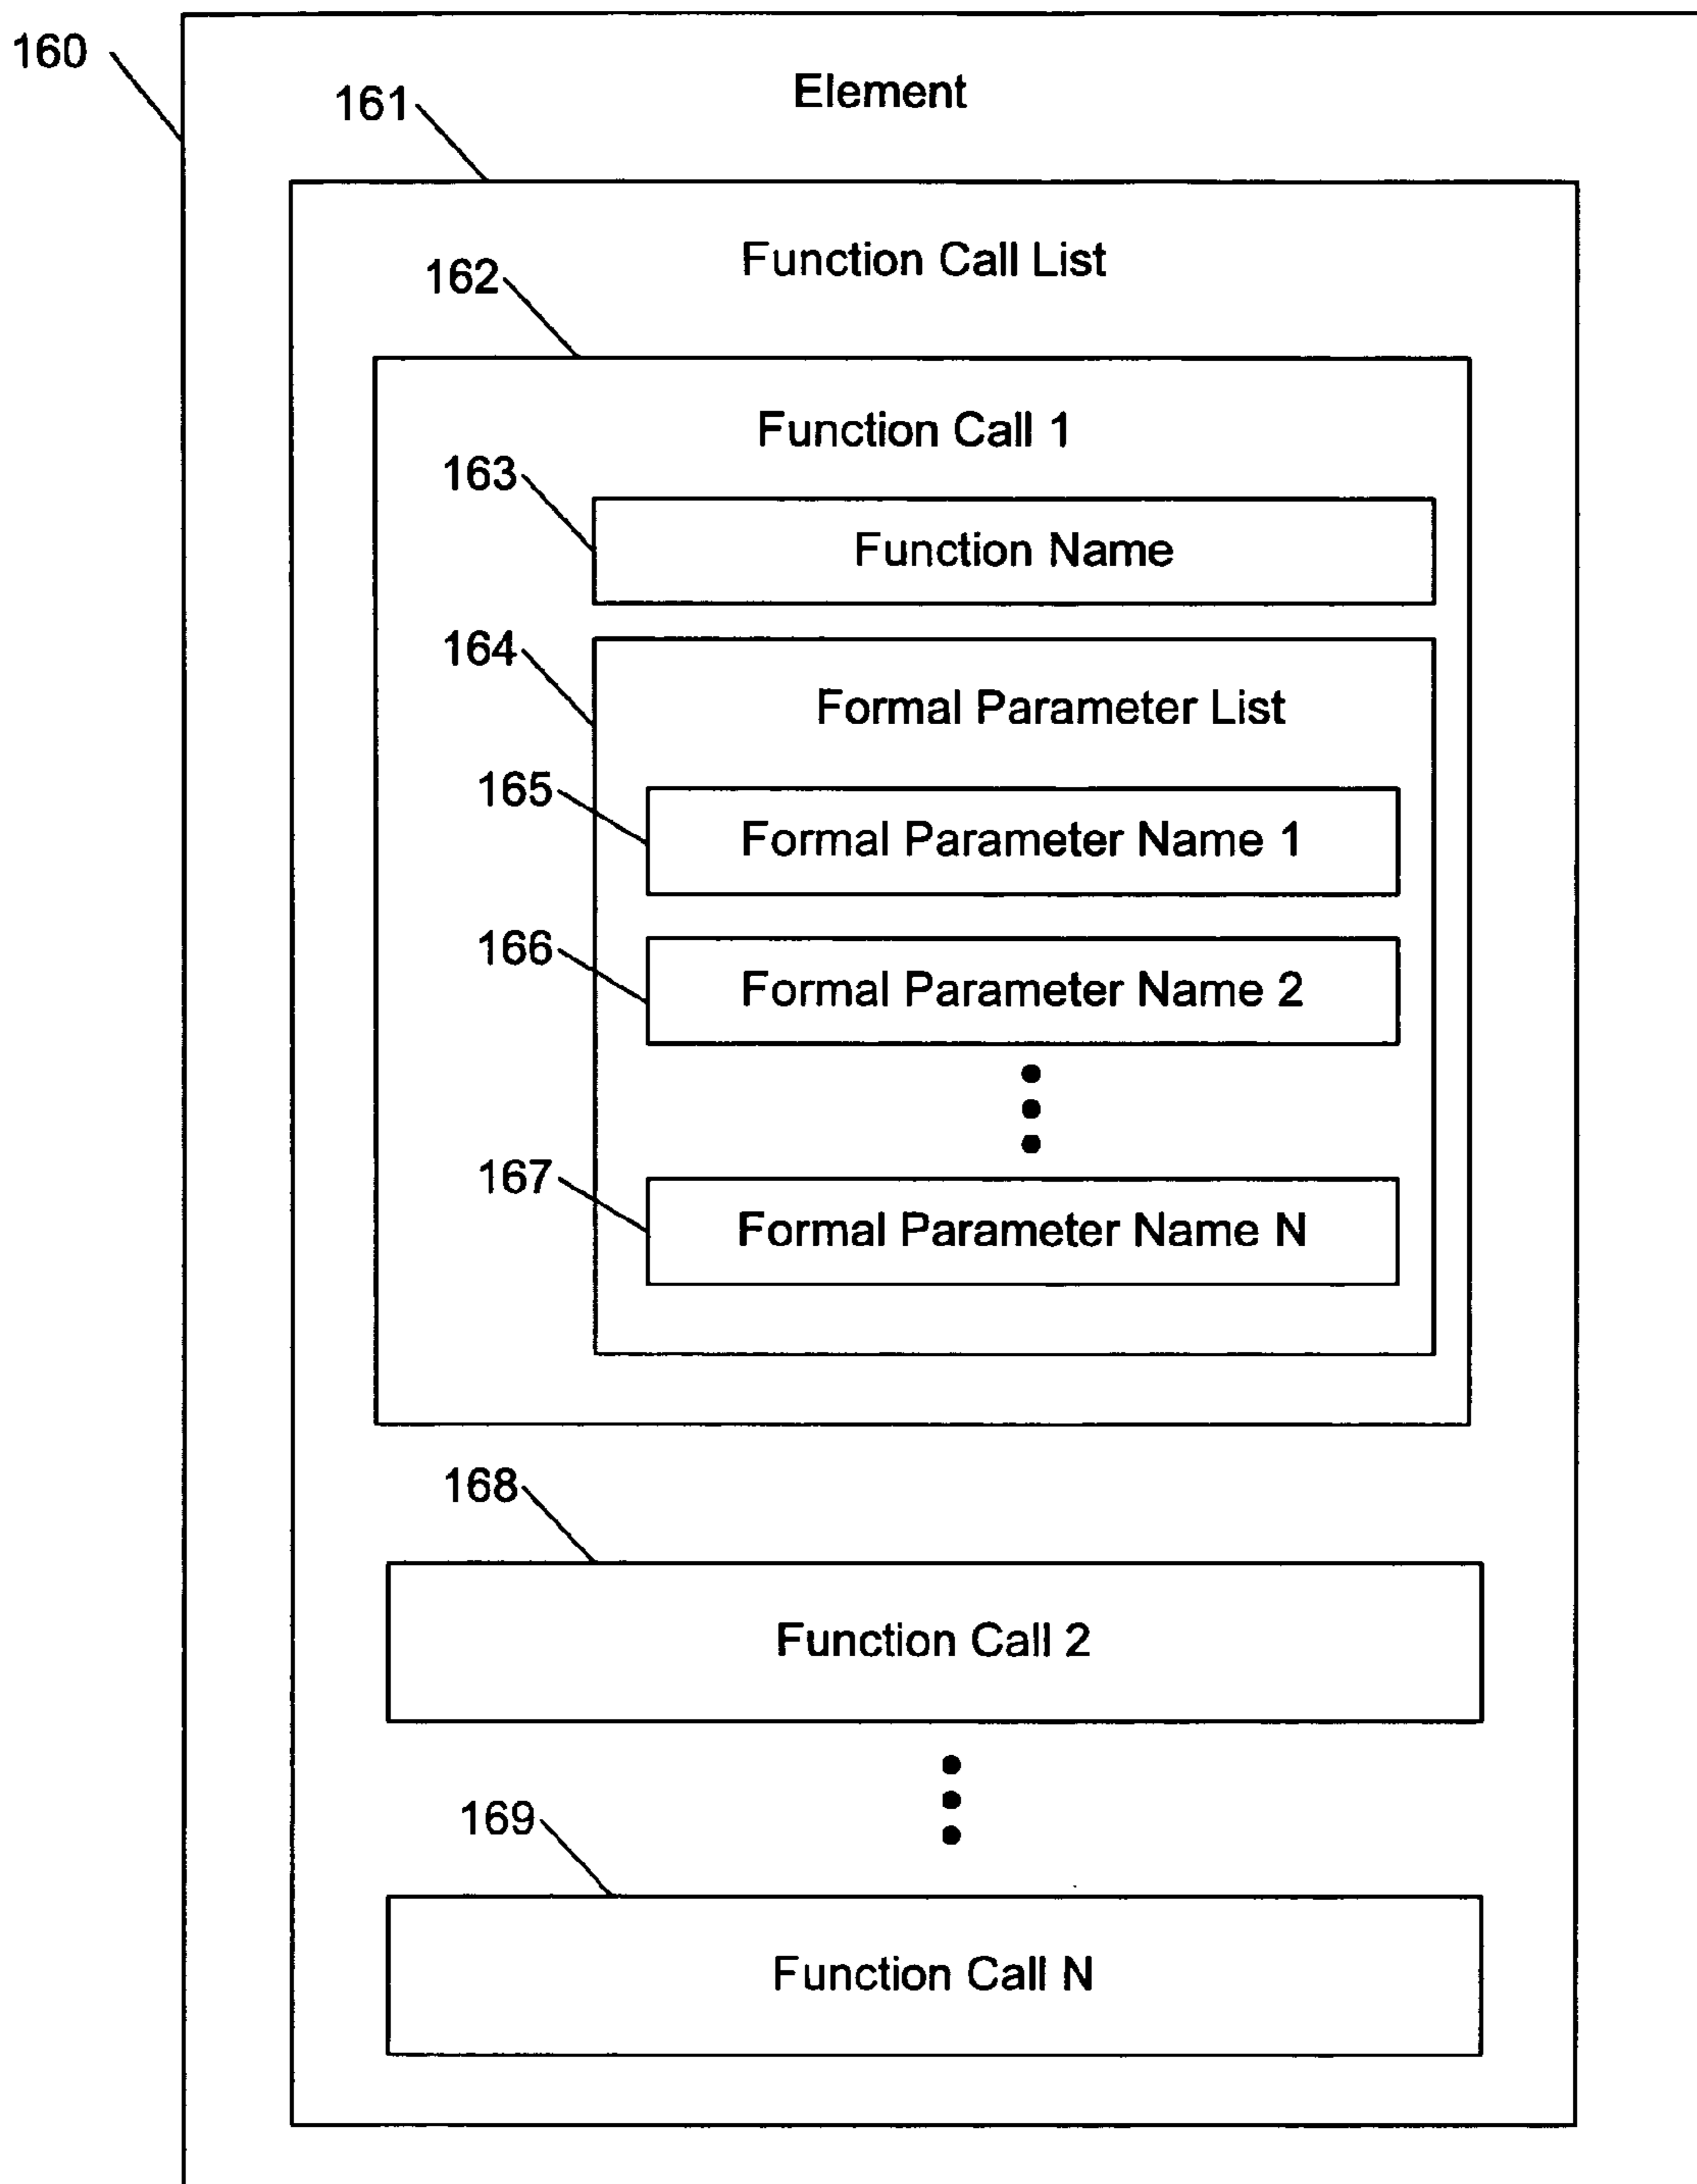 160
Element
161
Function Call List
162
Function Call 1
163
Function Name
164
Formal Parameter List
165
Formal Parameter Name 1
166
Formal Parameter Name 2
167
Formal Parameter Name N
168
Function Call 2
169
Function Call N